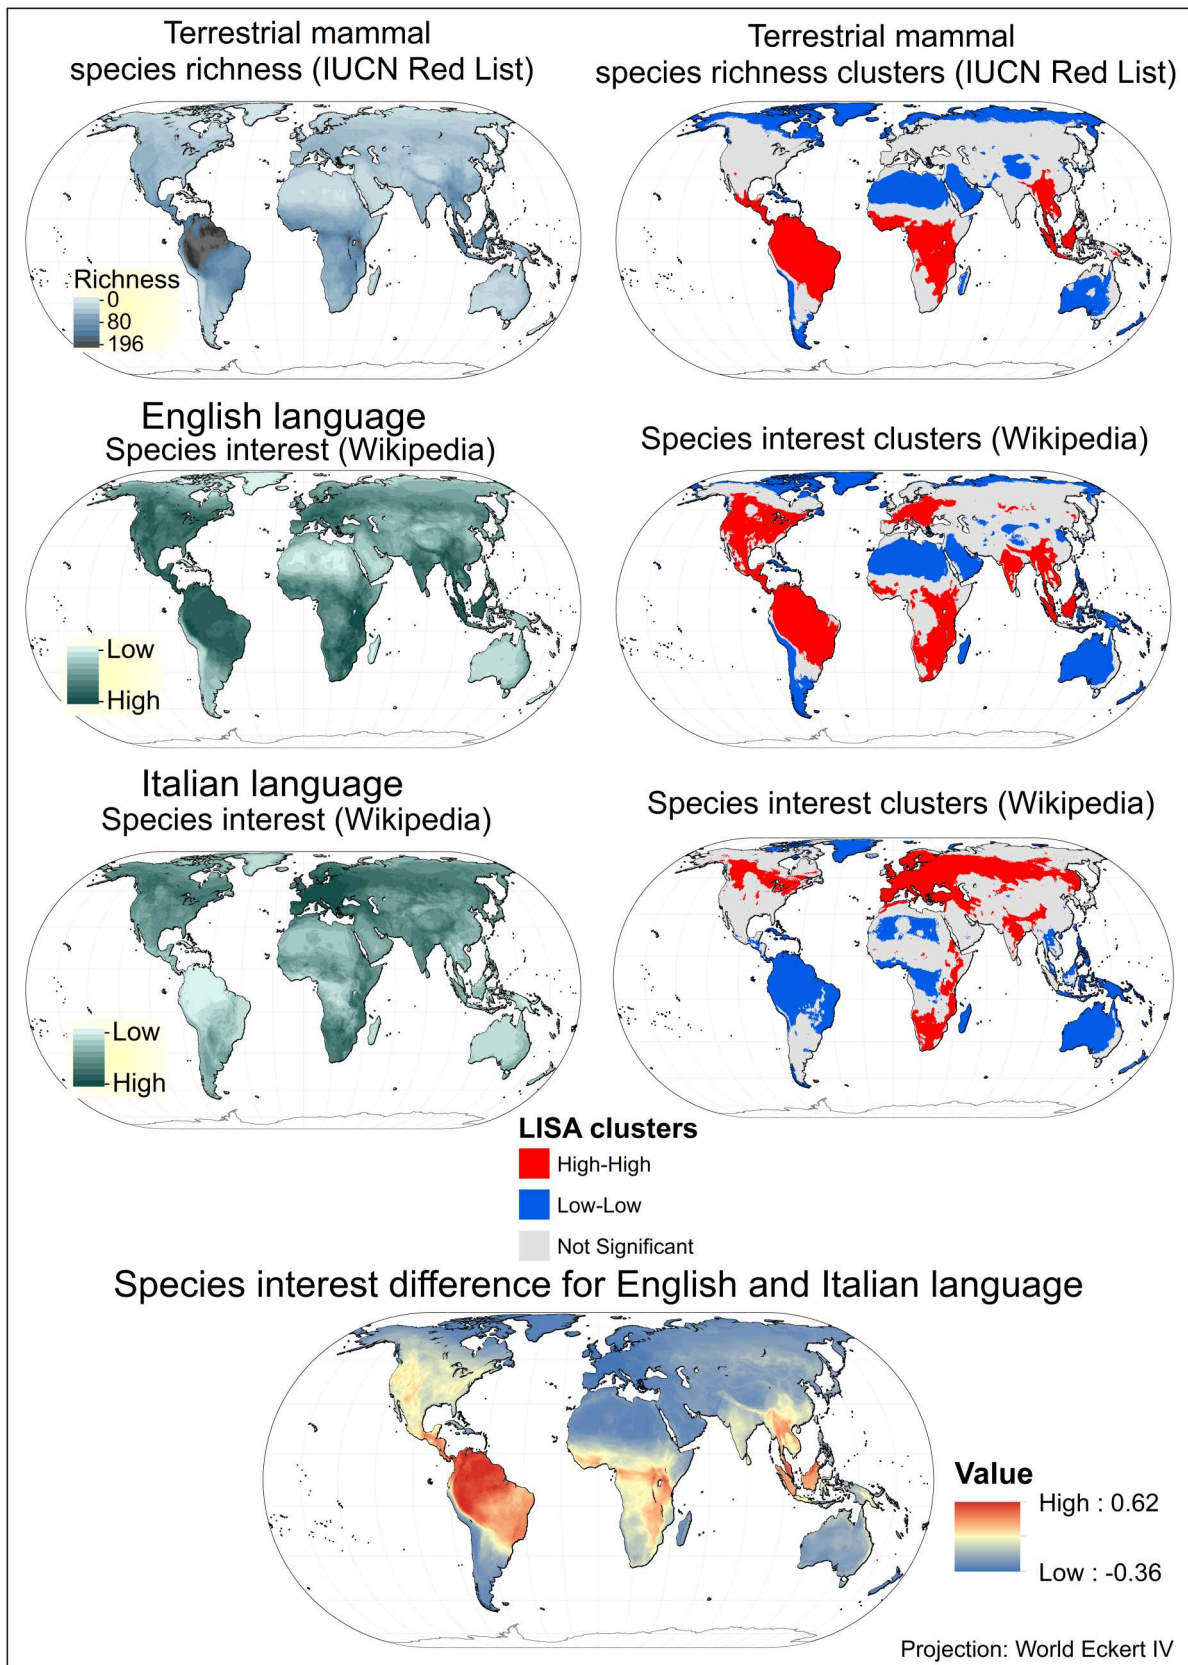 Terrestrial mammal
species richness (IUCN Red List)
Terrestrial mammal
species richness clusters (IUCN Red List)
Richness
0
80
196
English language
Species interest (Wikipedia)
Species interest clusters (Wikipedia)
Low
High
Italian language
Species interest (Wikipedia)
Species interest clusters (Wikipedia)
Low
High
LISA clusters
High-High
Low-Low
Not Significant
Species interest difference for English and Italian language
Value
High : 0.62
Low : -0.36
Projection: World Eckert IV